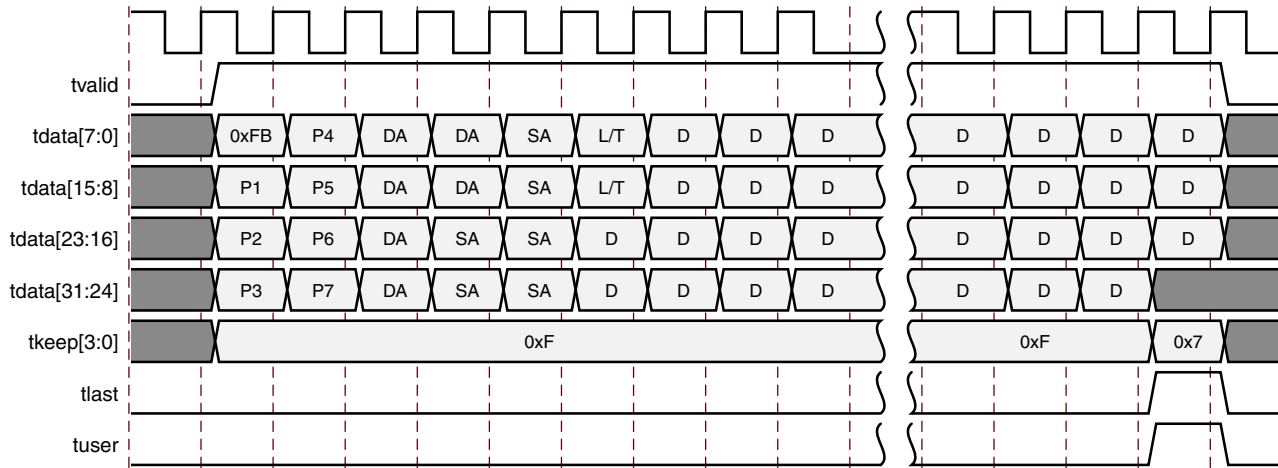 tvalid
tdata[7:0] 0xFB P4 DA DA SA L/T D D D D D D D
tdata[15:8] P1 P5 DA DA SA L/T D D D D D D D
tdata[23:16] P2 P6 DA SA SA D D D D D D D D
tdata[31:24] P3 P7 DA SA SA D D D D D D D
tkeep[3:0] 0xF 0xF 0x7
tlast
tuser